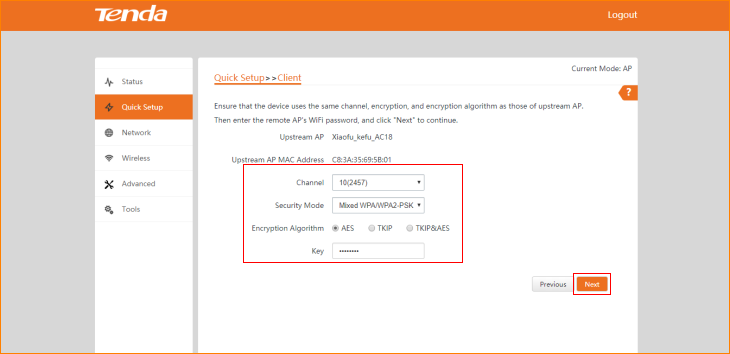 Tenda
Logout
Current Mode: AP
Status
Quick Setup
Network
Wireless
Advanced
Tools
Quick Setup>>Client
?
Ensure that the device uses the same channel, encryption, and encryption algorithm as those of upstream AP.
Then enter the remote AP's WiFi password, and click "Next" to continue.
Upstream AP Xiaofu_kefu_AC18
Upstream AP MAC Address C8:3A:35:69:5B:01
Channel 10(2457)
Security Mode Mixed WPA/WPA2-PSK
Encryption Algorithm AES TKIP TKIP&AES
Key ********
Previous Next